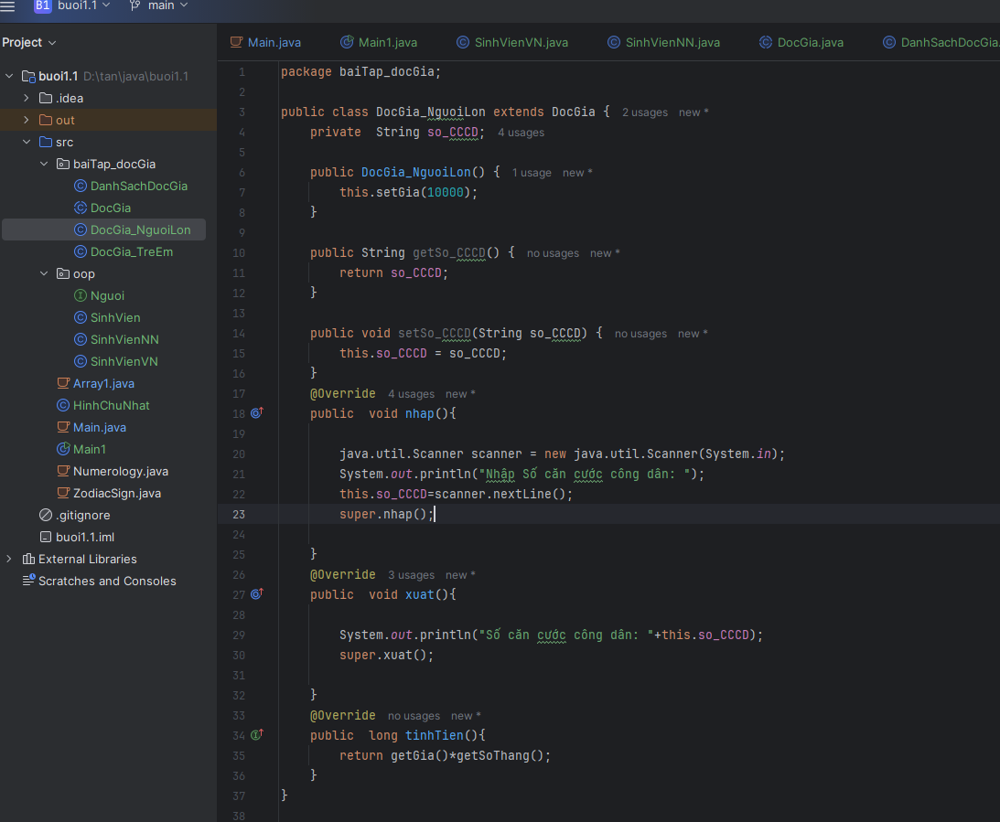 B1 buoi1.1 main
Project
Main.java Main1.java SinhVienVN.java SinhVienNN.java DocGia.java DanhSachDocGia.
buoi1.1 D:\tan\java\buoi1.1
.idea
out
src
baiTap_docGia
DanhSachDocGia
DocGia
DocGia_NguoiLon
DocGia_TreEm
oop
Nguoi
SinhVien
SinhVienNN
SinhVienVN
Array1.java
HinhChuNhat
Main.java
Main1
Numerology.java
ZodiacSign.java
.gitignore
buoi1.1.iml
External Libraries
Scratches and Consoles
1 package baiTap_docGia;
2
3 public class DocGia_NguoiLon extends DocGia { 2 usages new *
4 private String so_CCCD; 4 usages
5
6 public DocGia_NguoiLon() { 1 usage new *
7 this.setGia(10000);
8 }
9
10 public String getSo_CCCD() { no usages new *
11 return so_CCCD;
12 }
13
14 public void setSo_CCCD(String so_CCCD) { no usages new *
15 this.so_CCCD = so_CCCD;
16 }
17 @Override 4 usages new *
18 public void nhap(){
19
20 java.util.Scanner scanner = new java.util.Scanner(System.in);
21 System.out.println("Nhập Số căn cước công dân: ");
22 this.so_CCCD=scanner.nextLine();
23 super.nhap();
24
25 }
26 @Override 3 usages new *
27 public void xuat(){
28
29 System.out.println("Số căn cước công dân: "+this.so_CCCD);
30 super.xuat();
31
32 }
33 @Override no usages new *
34 public long tinhTien(){
35 return getGia()*getSoThang();
36 }
37 }
38